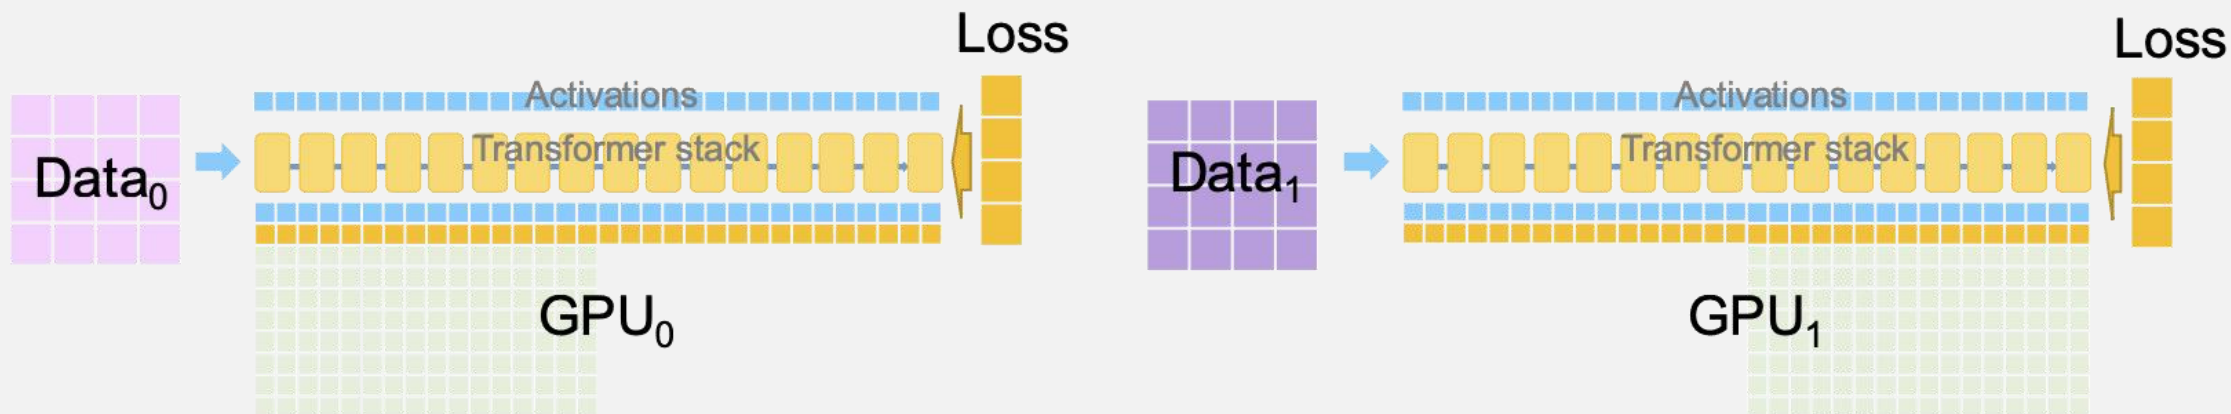 Loss
Activations
Transformer stack
Data₀
GPU₀
Loss
Activations
Transformer stack
Data₁
GPU₁